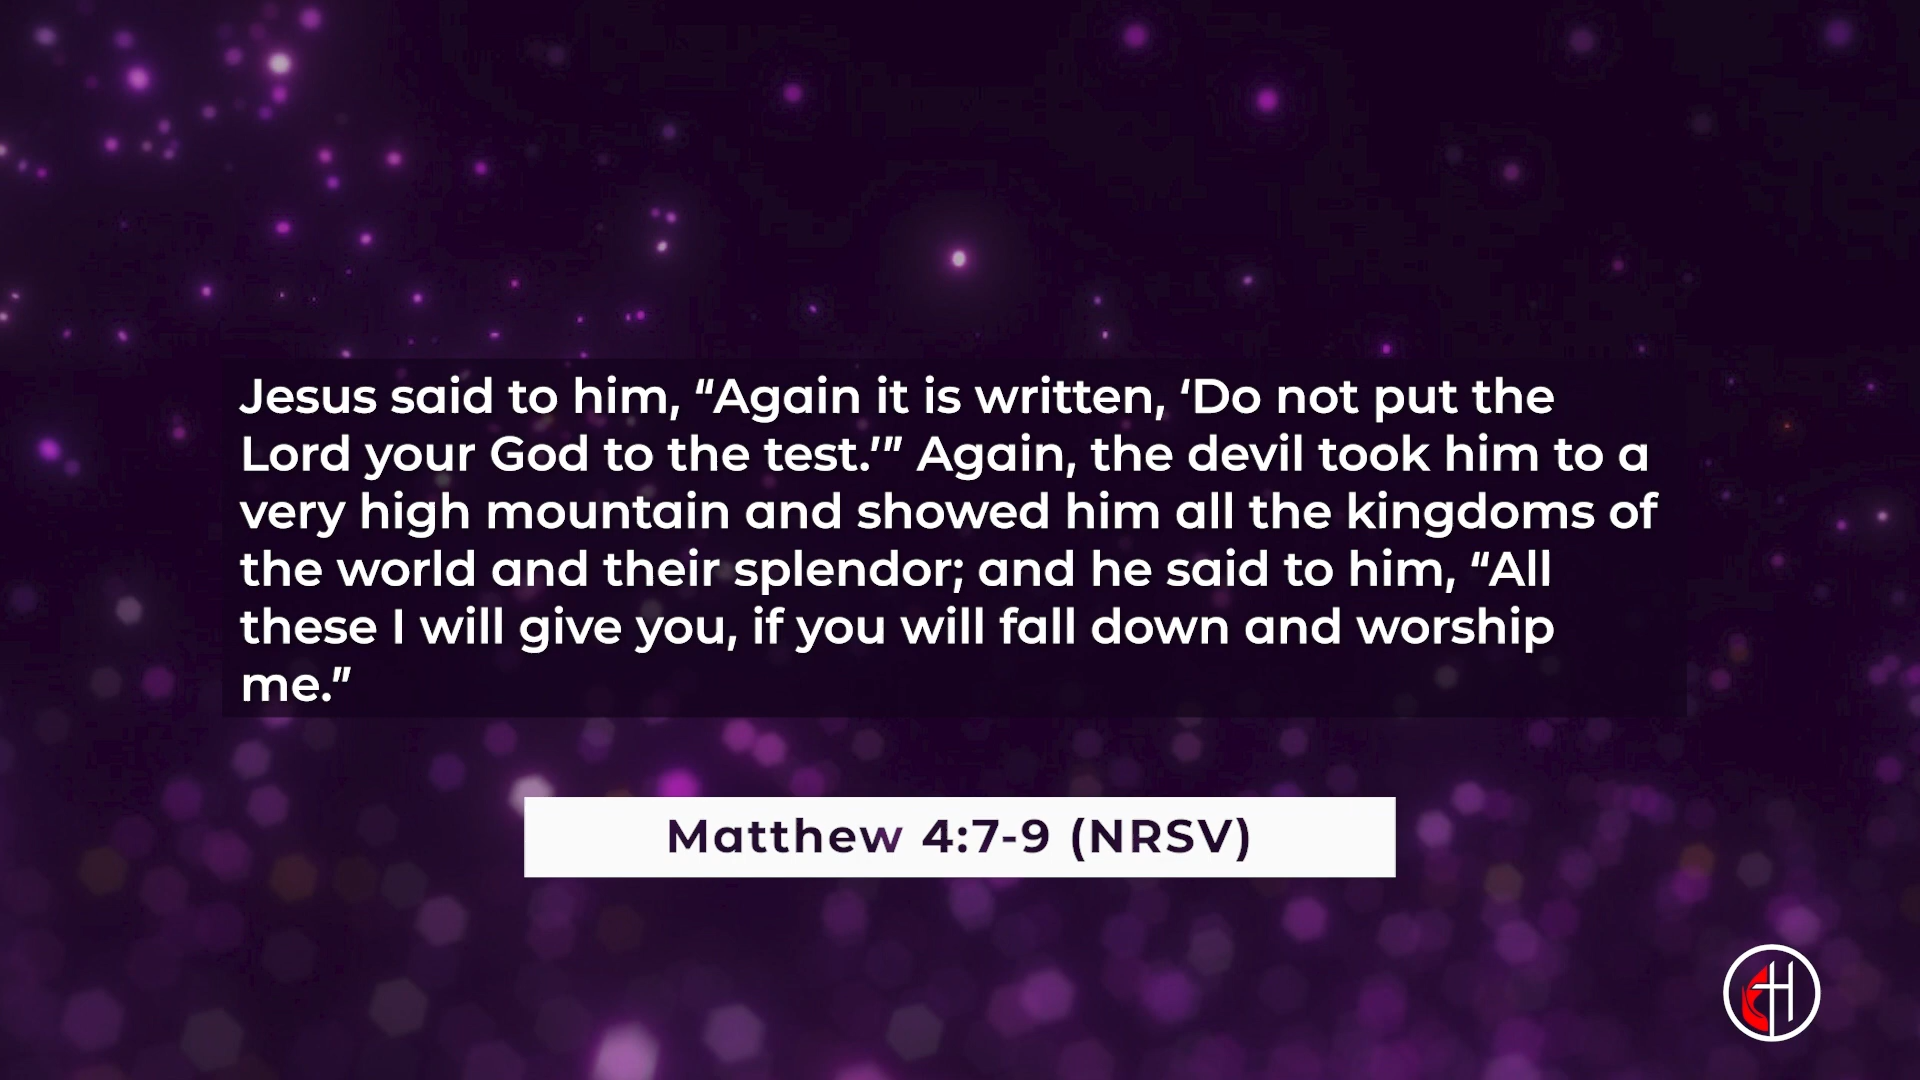 Jesus said to him, “Again it is written, ‘Do not put the
Lord your God to the test.’” Again, the devil took him to a
very high mountain and showed him all the kingdoms of
the world and their splendor; and he said to him, “All
these I will give you, if you will fall down and worship
me.”
Matthew 4:7-9 (NRSV)
H